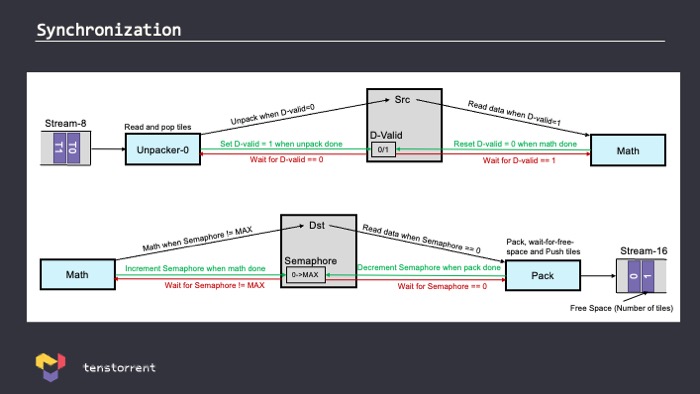 Synchronization
Stream-8
T1
T0
Read and pop tiles
Unpacker-0
Unpack when D-valid=0
Set D-valid = 1 when unpack done
Wait for D-valid == 0
Src
D-Valid
0/1
Read data when D-valid=1
Reset D-valid = 0 when math done
Wait for D-valid == 1
Math
Math
Math when Semaphore != MAX
Increment Semaphore when math done
Wait for Semaphore != MAX
Dst
Semaphore
0->MAX
Read data when Semaphore == 0
Decrement Semaphore when pack done
Wait for Semaphore == 0
Pack, wait-for-free-
space and Push tiles
Pack
Stream-16
0
1
Free Space (Number of tiles)
tenstorrent